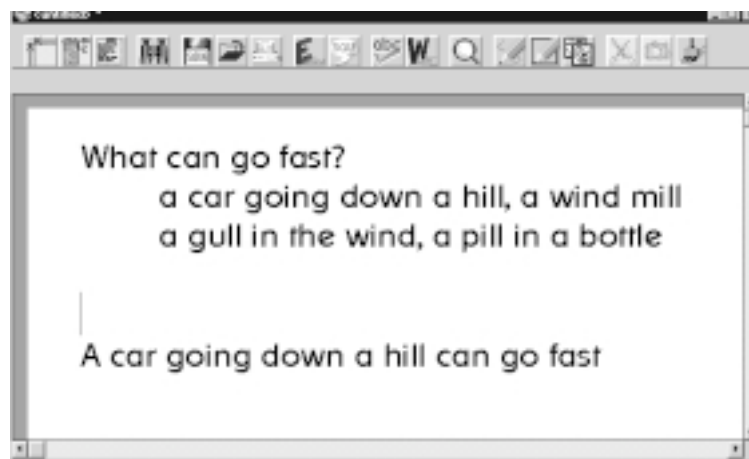 What can go fast?
a car going down a hill, a wind mill
a gull in the wind, a pill in a bottle
A car going down a hill can go fast